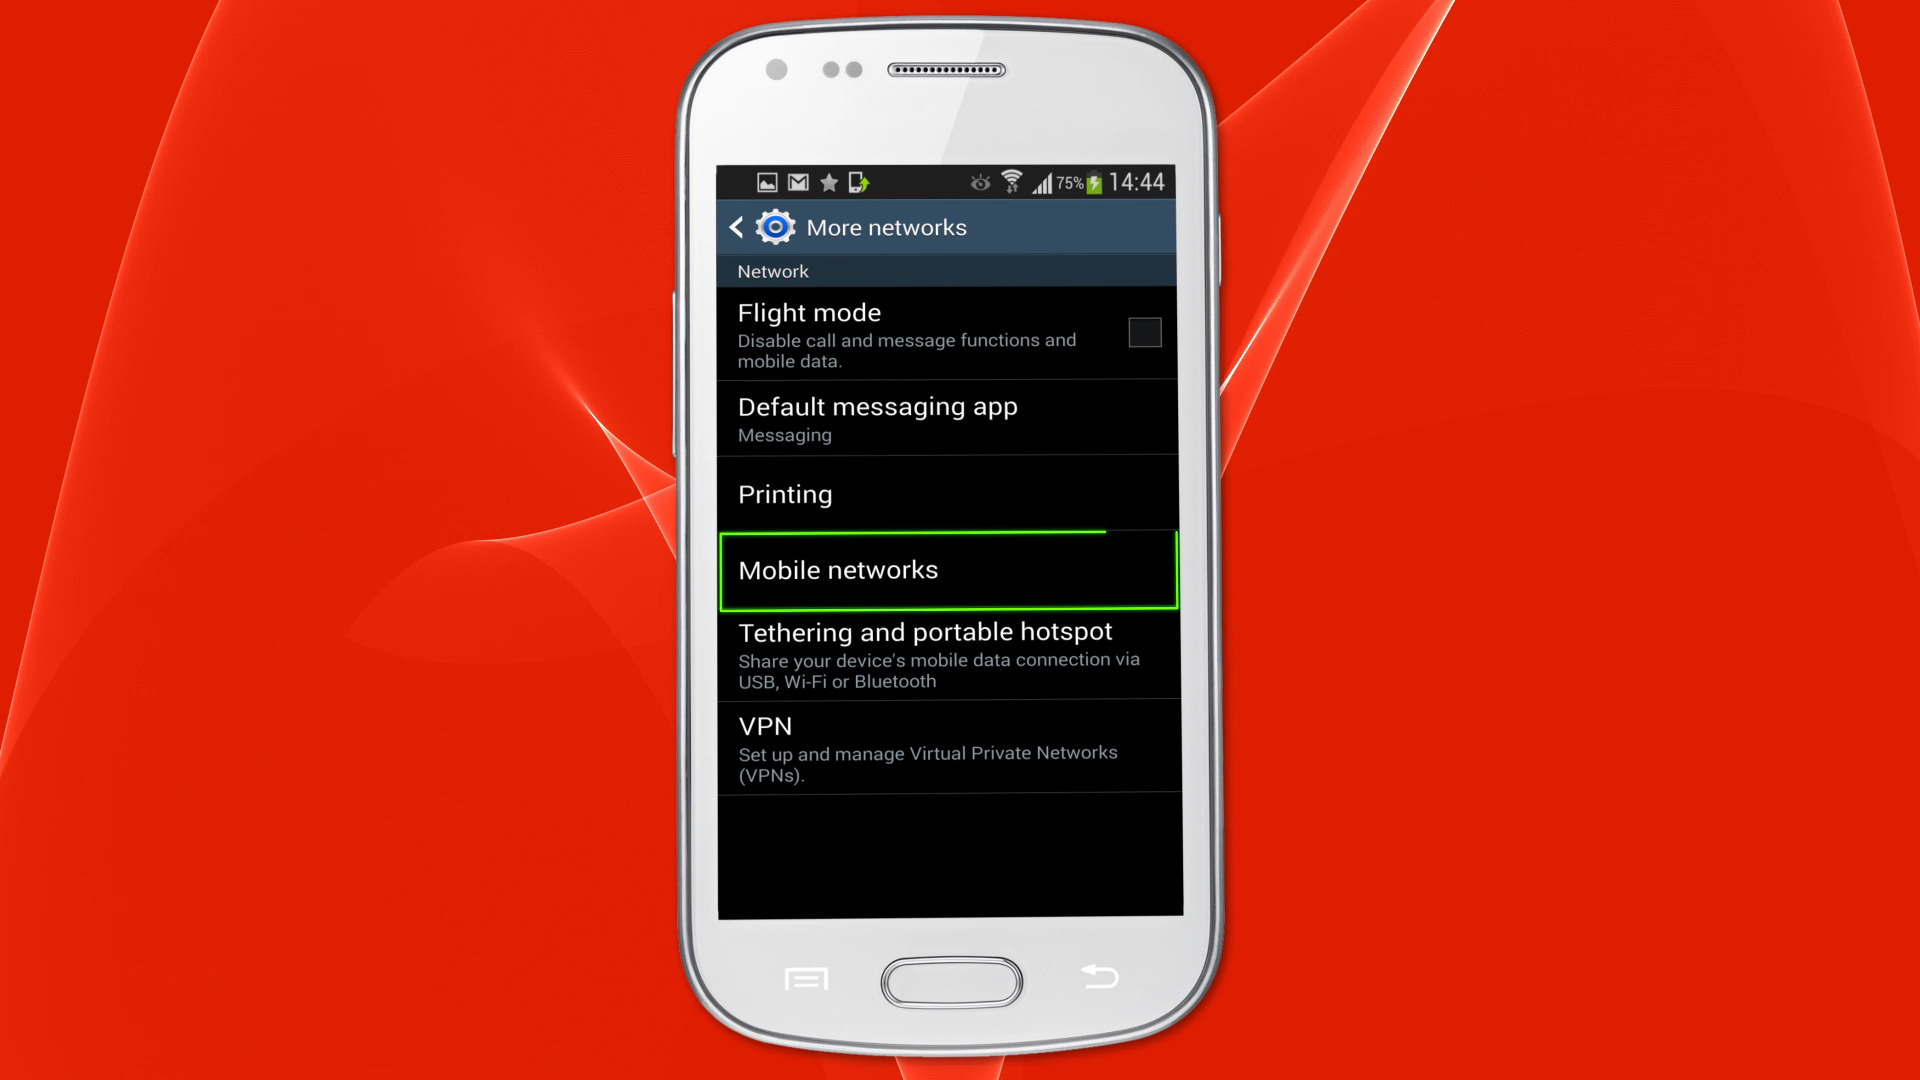 75% 14:44
More networks
Network
Flight mode
Disable call and message functions and
mobile data.
Default messaging app
Messaging
Printing
Mobile networks
Tethering and portable hotspot
Share your device's mobile data connection via
USB, Wi-Fi or Bluetooth
VPN
Set up and manage Virtual Private Networks
(VPNs).